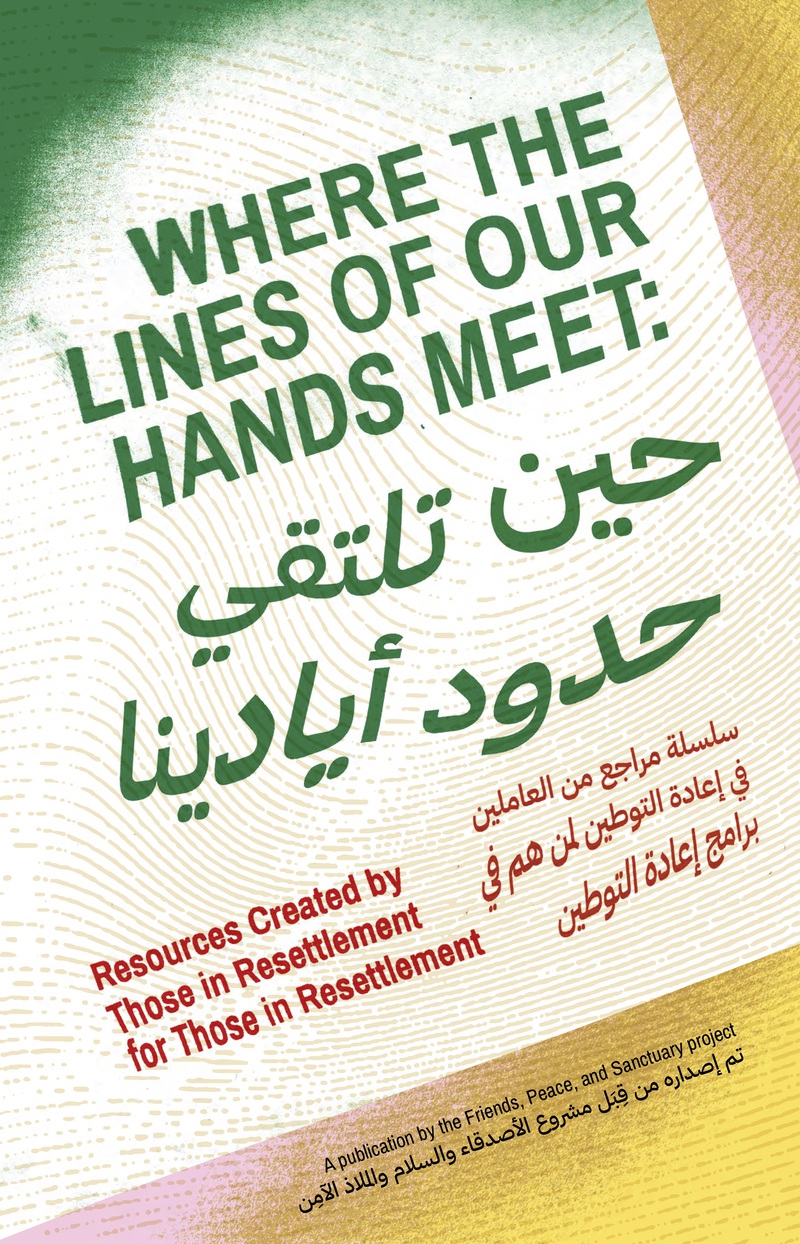 WHERE THE
LINES OF OUR
HANDS MEET:
حين تلتقي
حدود أيادينا
سلسلة مراجع من العاملين
في إعادة التوطين لمن هم في
برامج إعادة التوطين
Resources Created by
Those in Resettlement
for Those in Resettlement
A publication by the Friends, Peace, and Sanctuary project
تم إصداره من قِبَل مشروع الأصدقاء والسلام والملاذ الآمِن